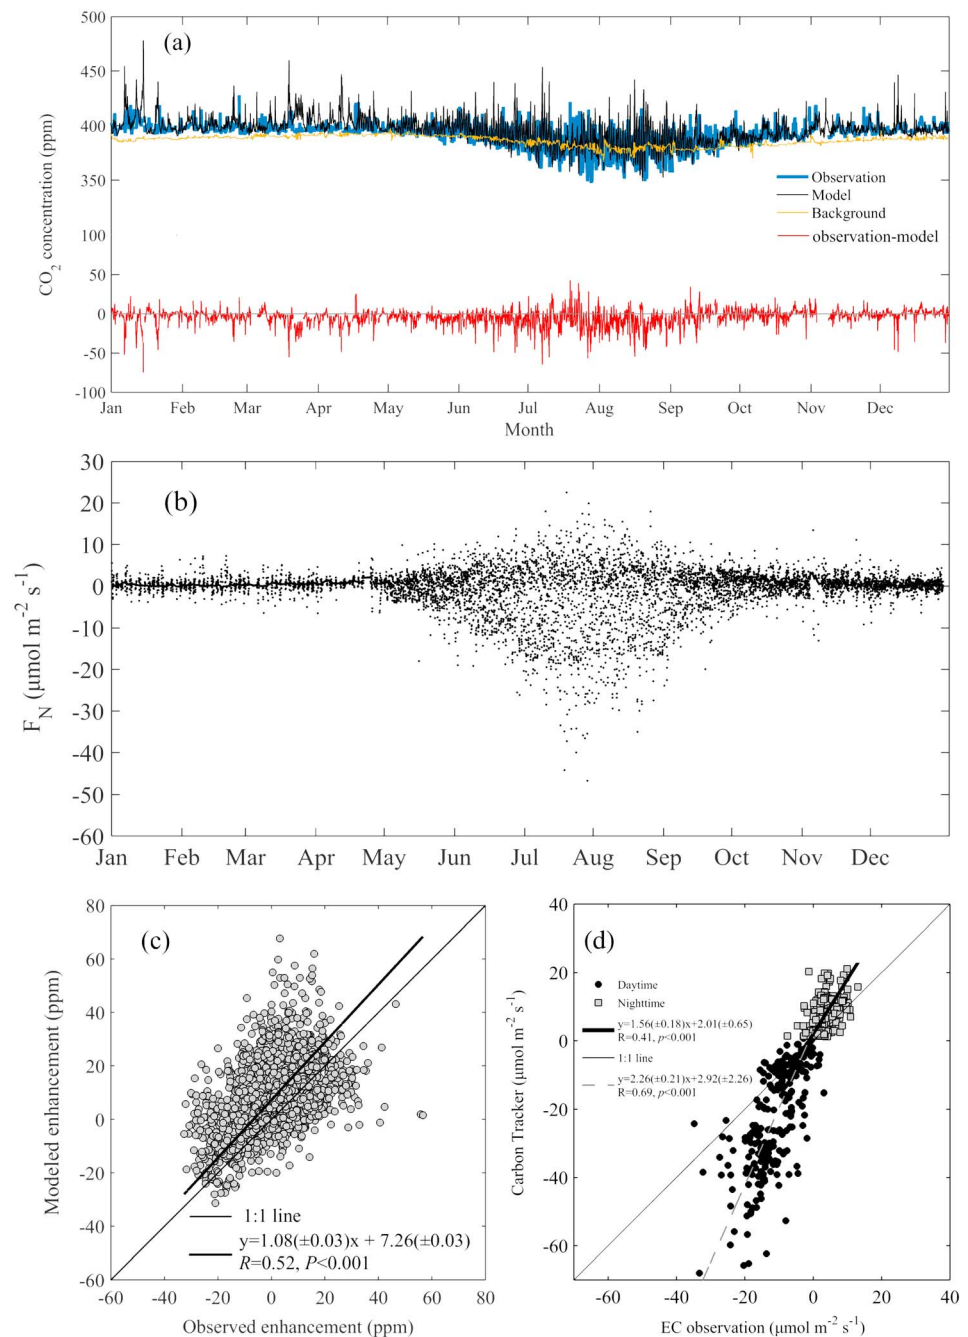 500
(a)
450
400
350
100
50
0
-50
-100
CO2 concentration (ppm)
Observation
Model
Background
observation-model
Jan Feb Mar Apr May Jun Jul Aug Sep Oct Nov Dec
Month
30
(b)
20
10
0
-10
-20
-30
-40
-50
-60
FN (μmol m-2 s-1)
Jan Feb Mar Apr May Jun Jul Aug Sep Oct Nov Dec
80
(c)
60
40
20
0
-20
-40
-60
Modeled enhancement (ppm)
1:1 line
y=1.08(±0.03)x + 7.26(±0.03)
R=0.52, P<0.001
-60 -40 -20 0 20 40 60 80
Observed enhancement (ppm)
40
(d)
20
0
-20
-40
-60
Carbon Tracker (μmol m-2 s-1)
Daytime
Nighttime
y=1.56(±0.18)x+2.01(±0.65)
R=0.41, p<0.001
1:1 line
y=2.26(±0.21)x+2.92(±2.26)
R=0.69, p<0.001
-60 -40 -20 0 20 40
EC observation (μmol m-2 s-1)